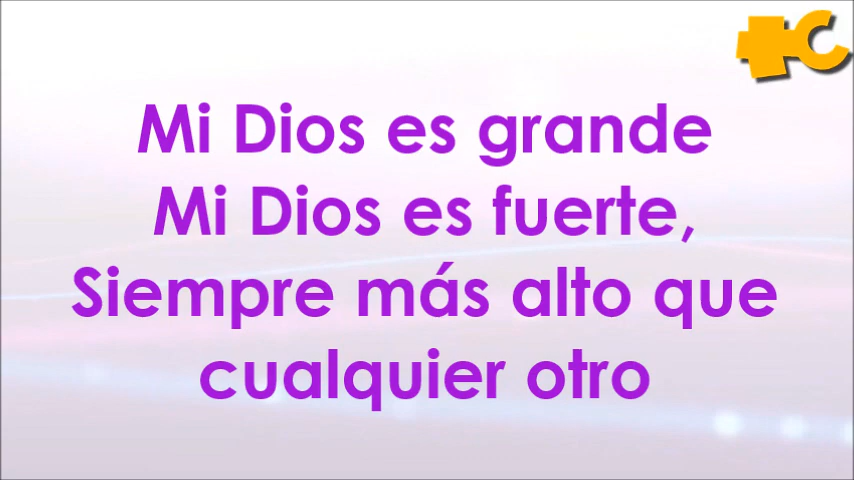 Mi Dios es grande
Mi Dios es fuerte,
Siempre más alto que
cualquier otro